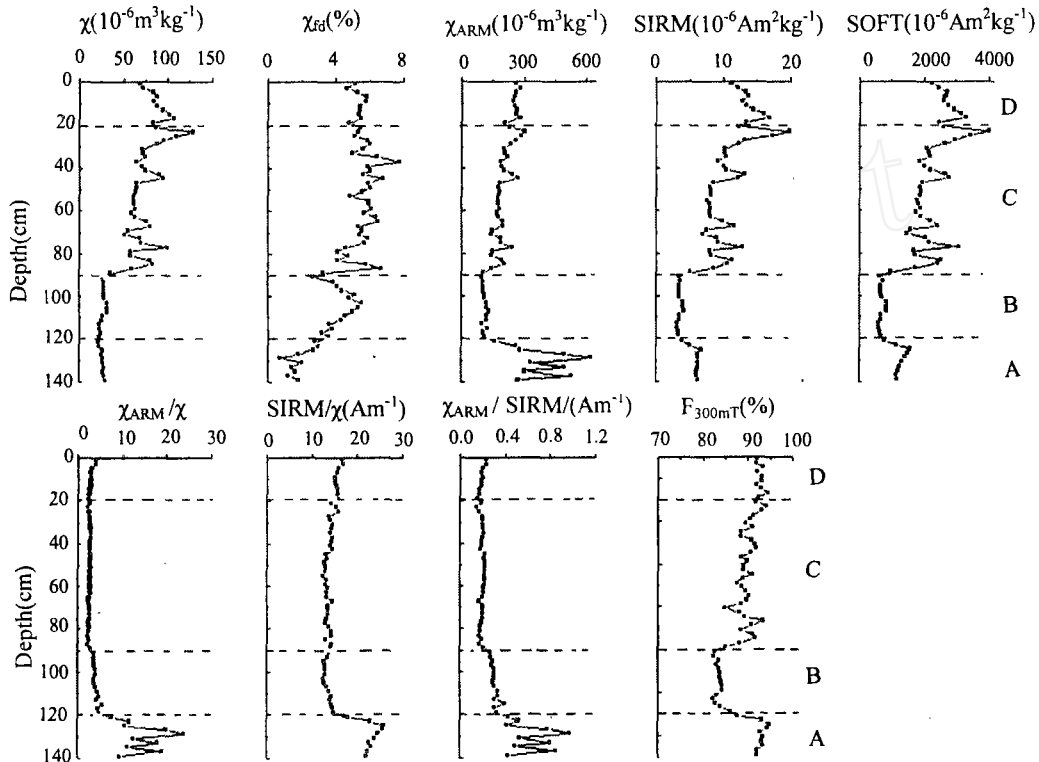 χ(10⁻⁶m³kg⁻¹) χfd(%) χARM(10⁻⁶m³kg⁻¹) SIRM(10⁻⁶Am²kg⁻¹) SOFT(10⁻⁶Am²kg⁻¹)
0 50 100 150 0 4 8 0 300 600 0 10 20 0 2000 4000
0
20
40
60
80
100
120
140
Depth(cm)
D
C
B
A
χARM/χ SIRM/χ(Am⁻¹) χARM/ SIRM/(Am⁻¹) F300mT(%)
0 10 20 30 0 10 20 30 0.0 0.4 0.8 1.2 70 80 90 100
0
20
40
60
80
100
120
140
Depth(cm)
D
C
B
A